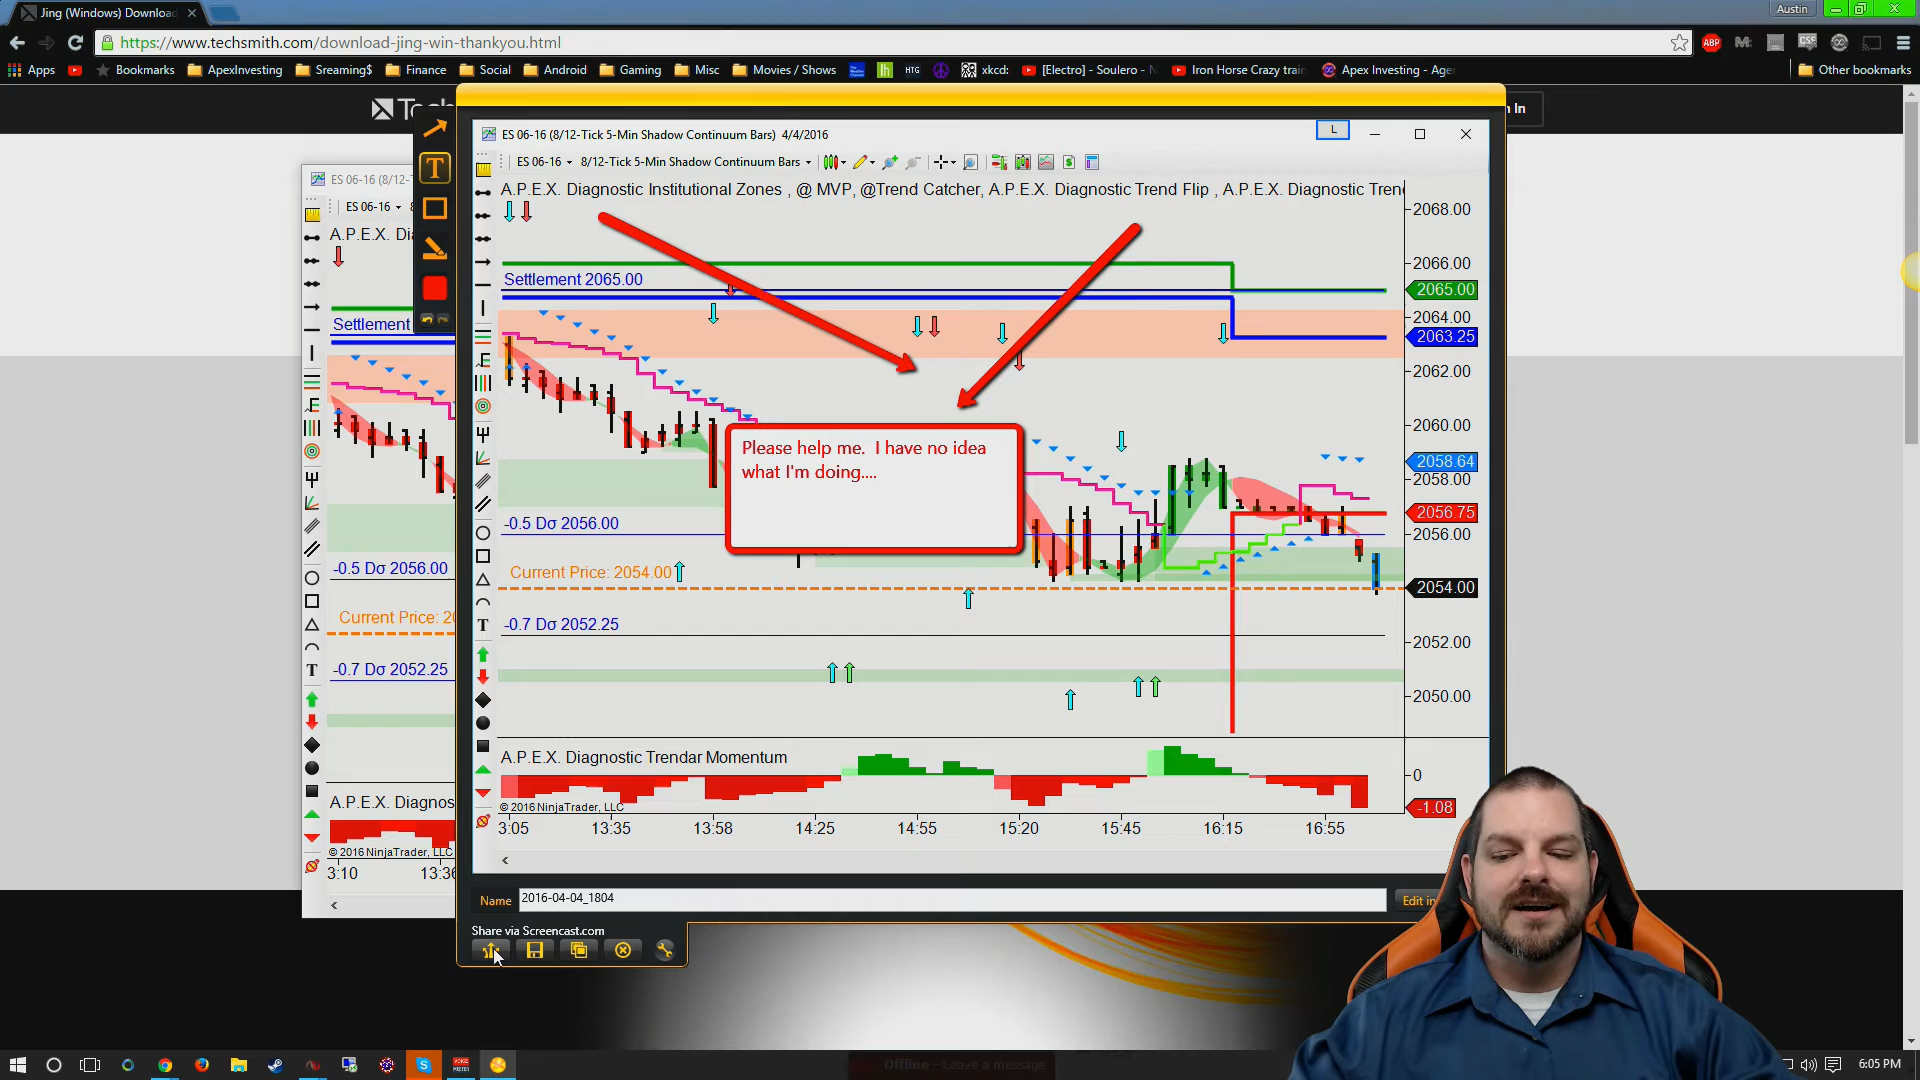 Jing (Windows) Download
Austin
https://www.techsmith.com/download-jing-win-thankyou.html
ABP
Apps
Bookmarks
ApexInvesting
Sreaming$
Finance
Social
Android
Gaming
Misc
Movies / Shows
lh
HTG
xkcd:
[Electro] - Soulero - 
Iron Horse Crazy train
Apex Investing - Age
Other bookmarks
In
ES 06-16 (8/12-Tick 5-Min Shadow Continuum Bars) 4/4/2016
L
ES 06-16
8/12-Tick 5-Min Shadow Continuum Bars
A.P.E.X. Diagnostic Institutional Zones , @ MVP, @Trend Catcher, A.P.E.X. Diagnostic Trend Flip , A.P.E.X. Diagnostic Tren
Settlement 2065.00
Please help me. I have no idea
what I'm doing....
-0.5 Dσ 2056.00
Current Price: 2054.00
-0.7 Dσ 2052.25
2068.00
2066.00
2065.00
2064.00
2063.25
2062.00
2060.00
2058.64
2058.00
2056.75
2056.00
2054.00
2052.00
2050.00
A.P.E.X. Diagnostic Trendar Momentum
0
-1.08
© 2016 NinjaTrader, LLC
3:05
13:35
13:58
14:25
14:55
15:20
15:45
16:15
16:55
Name
2016-04-04_1804
Edit in
Share via Screencast.com
ES 06-16 (8/12-T
ES 06-16
A.P.E.X. Di
Settlement
-0.5 Dσ 2056.00
Current Price: 20
-0.7 Dσ 2052.25
A.P.E.X. Diagnos
© 2016 NinjaTrader, LLC
3:10
13:36
Offline - Leave a message
6:05 PM